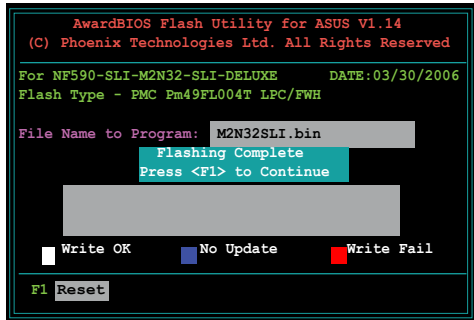 AwardBIOS Flash Utility for ASUS V1.14
(C) Phoenix Technologies Ltd. All Rights Reserved
For NF590-SLI-M2N32-SLI-DELUXE DATE:03/30/2006
Flash Type - PMC Pm49FL004T LPC/FWH
File Name to Program: M2N32SLI.bin
Flashing Complete
Press <F1> to Continue
Write OK No Update Write Fail
F1 Reset